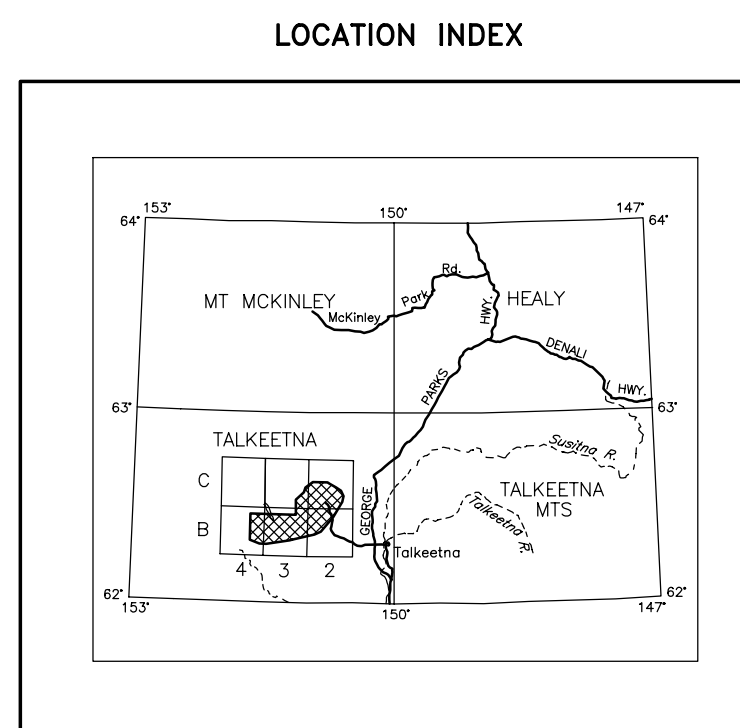 LOCATION INDEX
153°
150°
147°
64°
64°
Rd.
MT MCKINLEY
Park
HWY.
HEALY
McKinley
DENALI
PARKS
HWY.
63°
63°
TALKEETNA
Susitna R.
C
TALKEETNA
MTS
GEORGE
Talkeetna R.
B
Talkeetna
4 3 2
62°
62°
153°
150°
147°